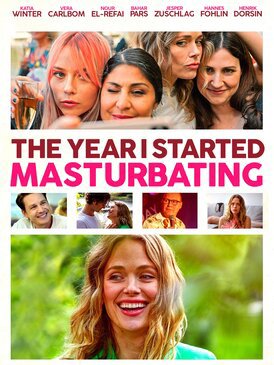 KATIA WINTER VERA CARLBOM NOUR EL-REFAI BAHAR PARS JESPER ZUSCHLAG HANNES FOHLIN HENRIK DORSIN
THE YEAR I STARTED
MASTURBATING